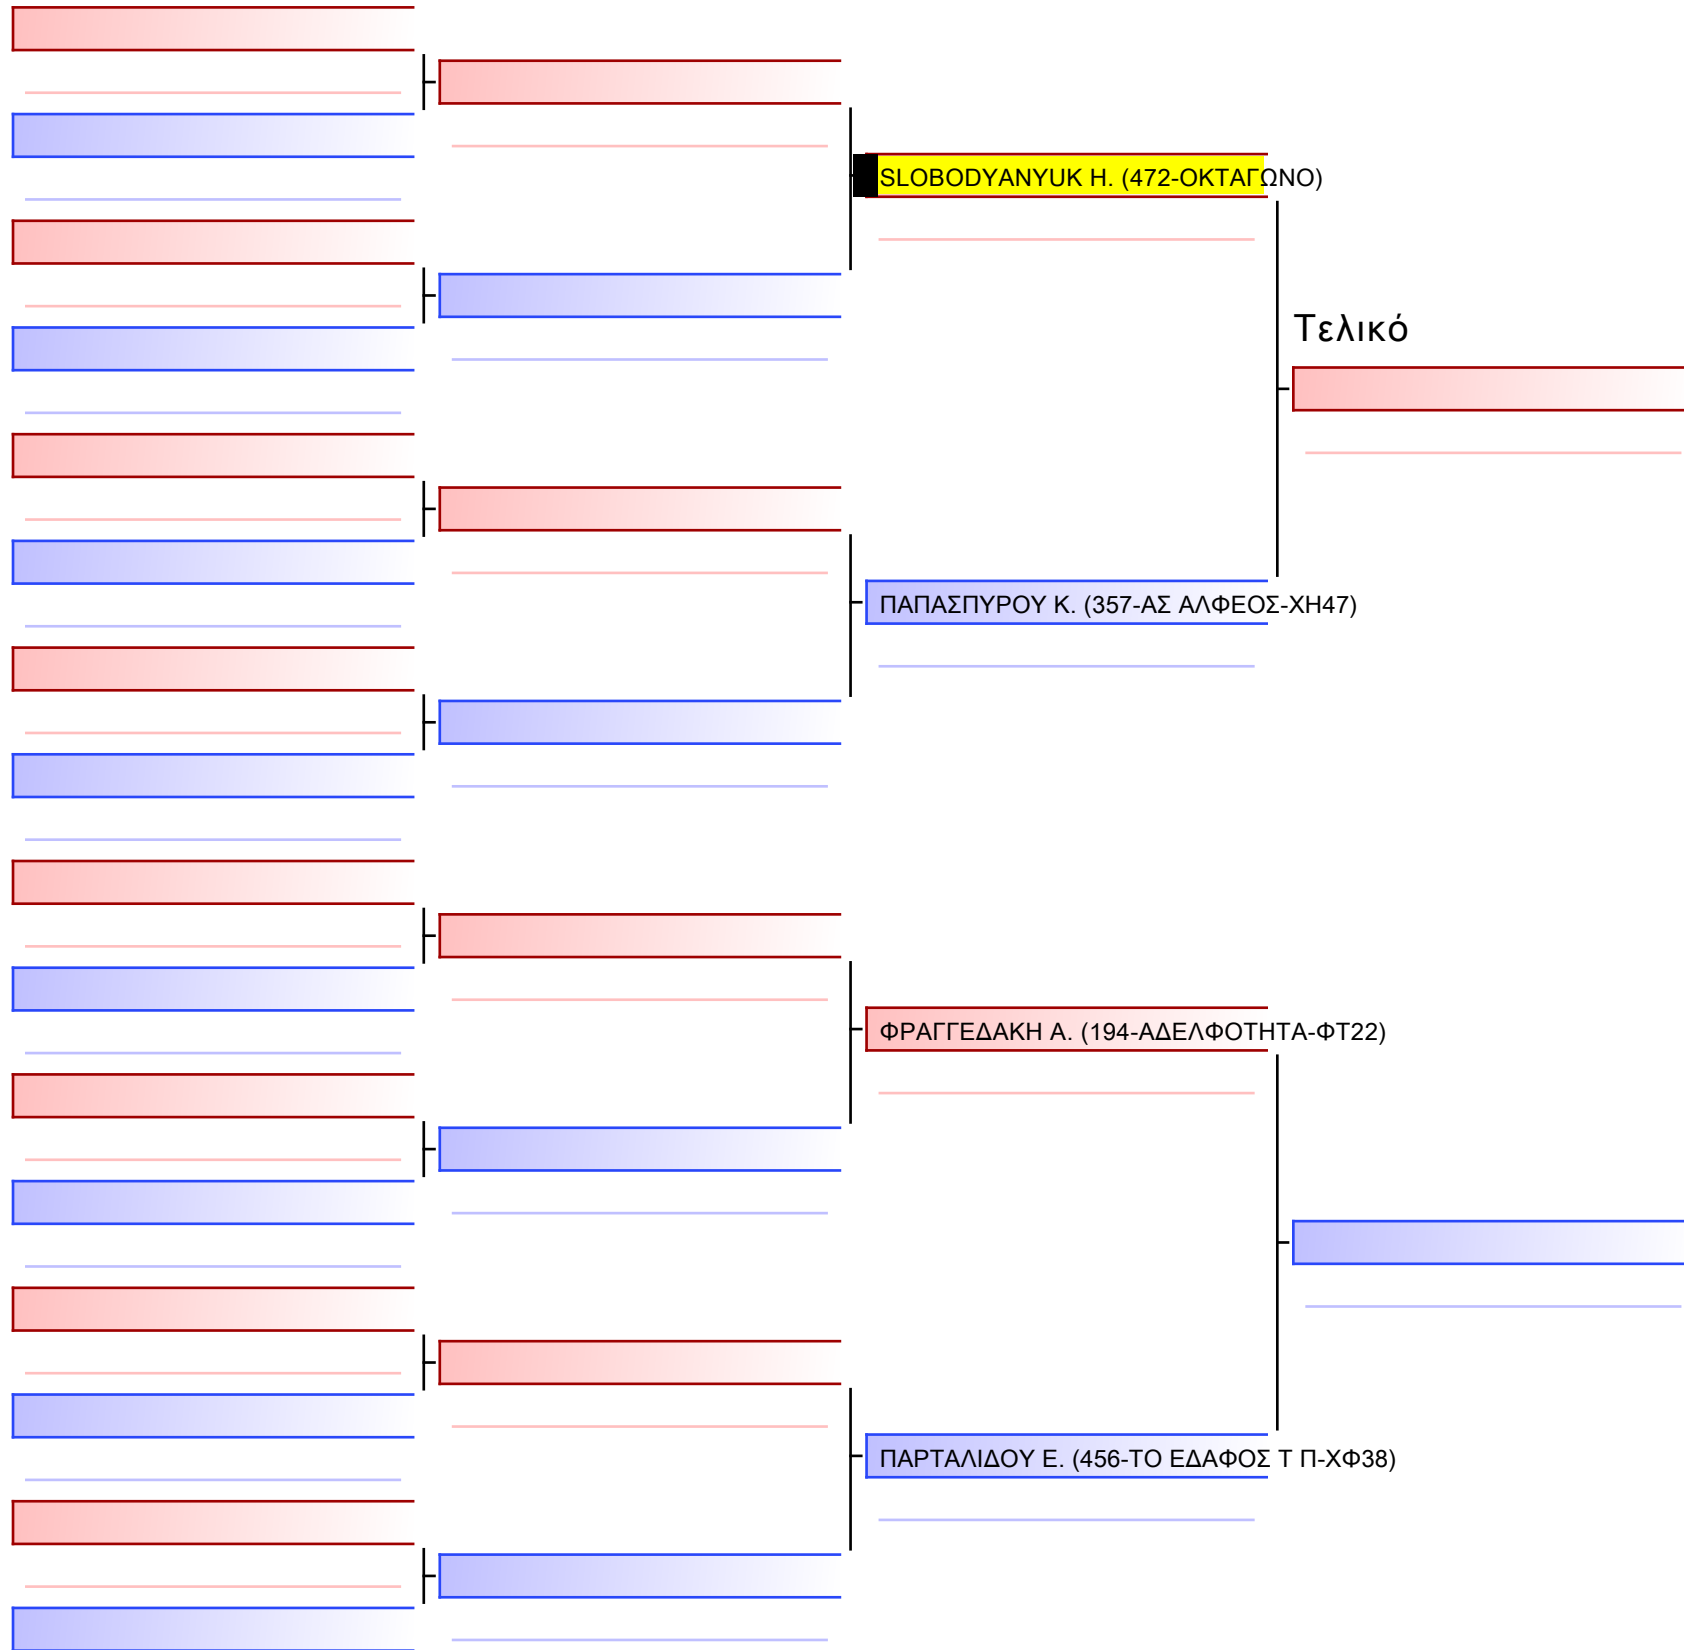 SLOBODYANYUK H. (472-ΟΚΤΑΓΩΝΟ)
Τελικό
ΠΑΠΑΣΠΥΡΟΥ Κ. (357-ΑΣ ΑΛΦΕΟΣ-ΧΗ47)
ΦΡΑΓΓΕΔΑΚΗ Α. (194-ΑΔΕΛΦΟΤΗΤΑ-ΦΤ22)
ΠΑΡΤΑΛΙΔΟΥ Ε. (456-ΤΟ ΕΔΑΦΟΣ Τ Π-ΧΦ38)